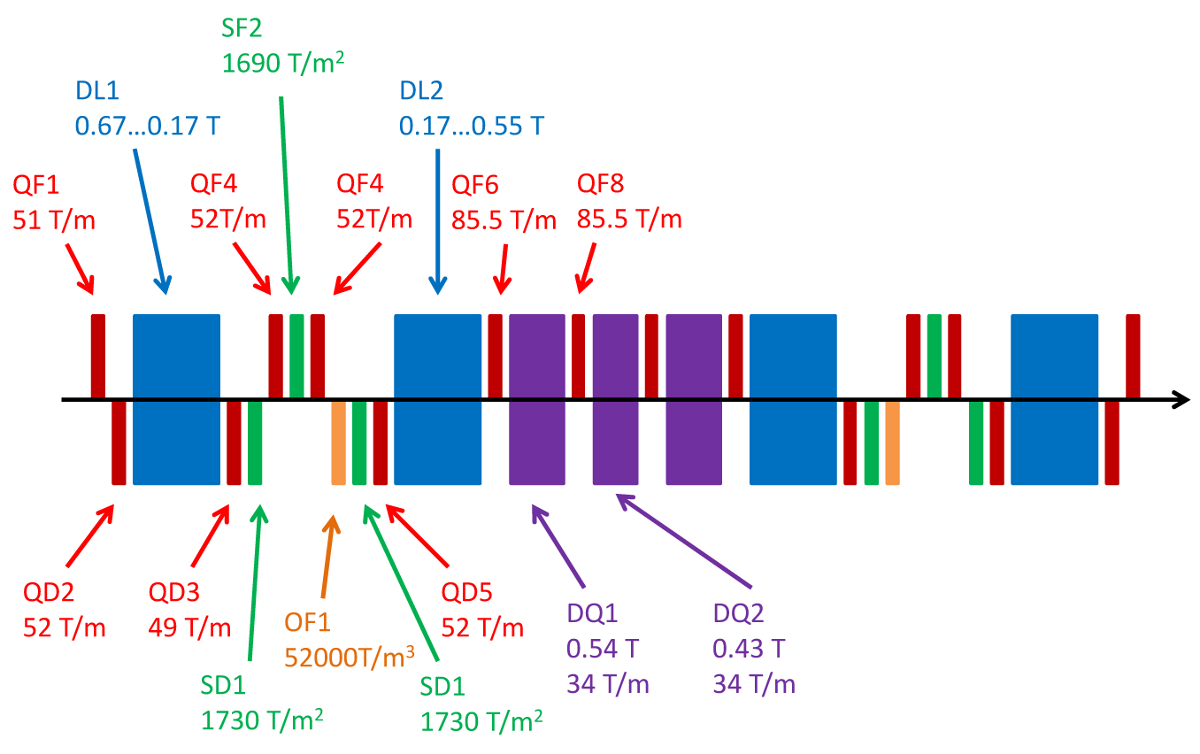 SF2
1690 T/m²
DL1
0.67...0.17 T
DL2
0.17...0.55 T
QF1
51 T/m
QF4
52T/m
QF4
52T/m
QF6
85.5 T/m
QF8
85.5 T/m
QD2
52 T/m
QD3
49 T/m
OF1
52000T/m³
QD5
52 T/m
DQ1
0.54 T
34 T/m
DQ2
0.43 T
34 T/m
SD1
1730 T/m²
SD1
1730 T/m²